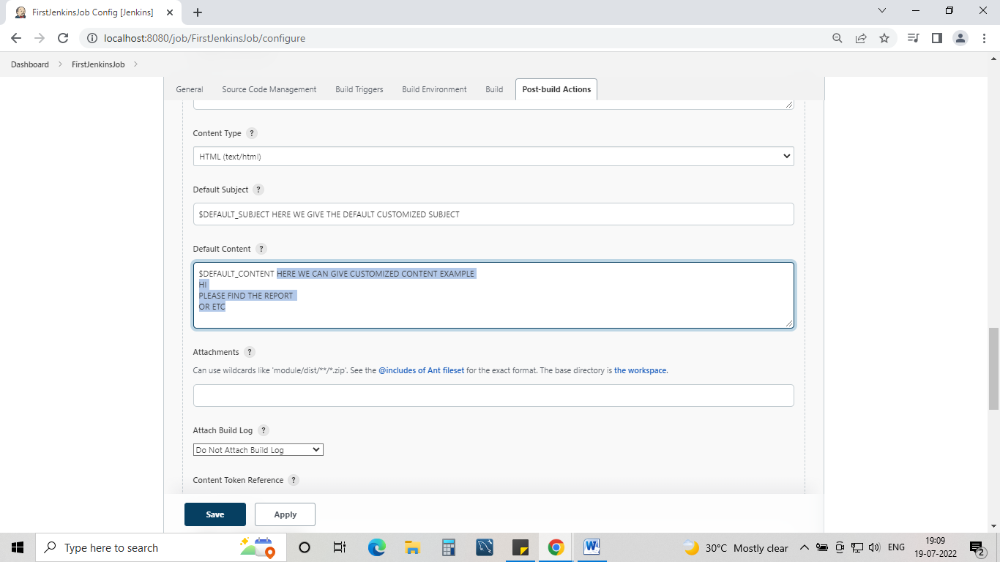 FirstJenkinsJob Config [Jenkins]
localhost:8080/job/FirstJenkinsJob/configure
Dashboard FirstJenkinsJob
General Source Code Management Build Triggers Build Environment Build Post-build Actions
Content Type ?
HTML (text/html)
Default Subject ?
$DEFAULT_SUBJECT HERE WE GIVE THE DEFAULT CUSTOMIZED SUBJECT
Default Content ?
$DEFAULT_CONTENT HERE WE CAN GIVE CUSTOMIZED CONTENT EXAMPLE
HI
PLEASE FIND THE REPORT
OR ETC
Attachments ?
Can use wildcards like 'module/dist/**/*.zip'. See the @includes of Ant fileset for the exact format. The base directory is the workspace.
Attach Build Log ?
Do Not Attach Build Log
Content Token Reference ?
Save Apply
Type here to search 30°C Mostly clear ENG 19:09
19-07-2022 2